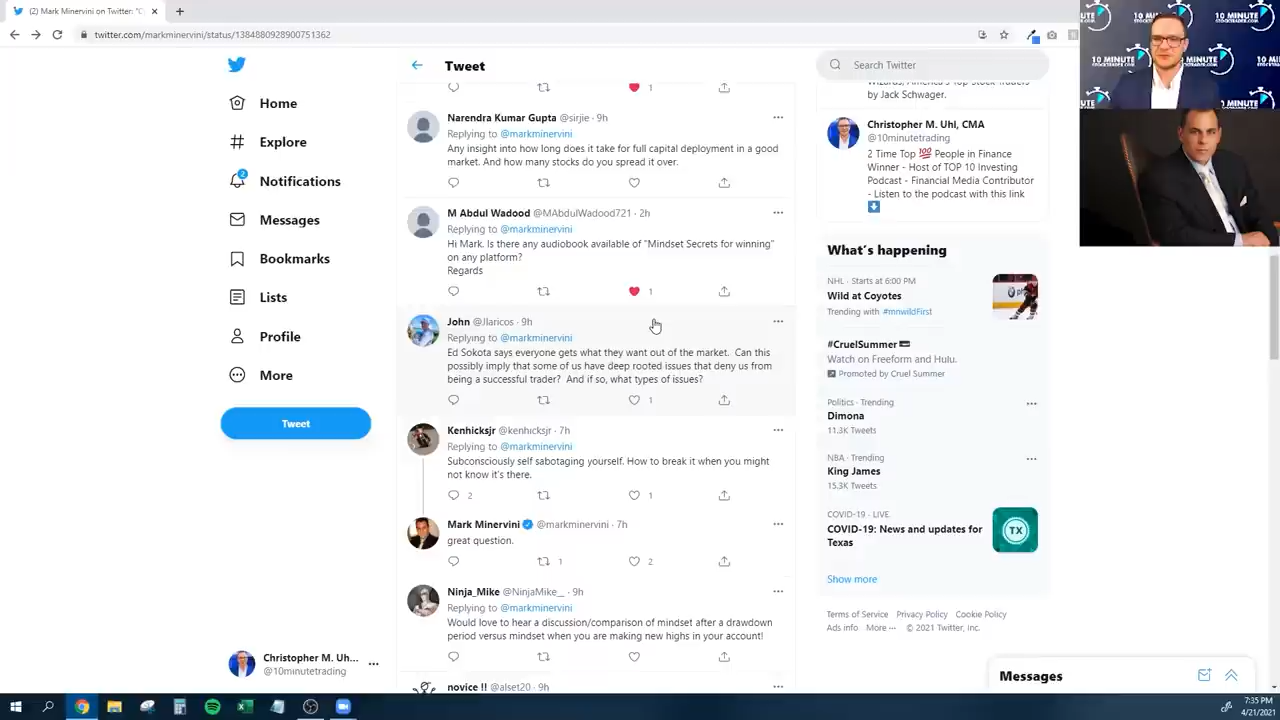 (2) Mark Minervini on Twitter: "C
twitter.com/markminervini/status/1384880928900751362
10 MINUTE
STOCKTRADER.COM
10 MINUTE
Home
Explore
2
Notifications
Messages
Bookmarks
Lists
Profile
More
Tweet
Christopher M. Uh...
@10minutetrading
Tweet
1
Narendra Kumar Gupta @sirjie · 9h
Replying to @markminervini
Any insight into how long does it take for full capital deployment in a good
market. And how many stocks do you spread it over.
M Abdul Wadood @MAbdulWadood721 · 2h
Replying to @markminervini
Hi Mark. Is there any audiobook available of "Mindset Secrets for winning"
on any platform?
Regards
1
John @Jlaricos · 9h
Replying to @markminervini
Ed Sokota says everyone gets what they want out of the market. Can this
possibly imply that some of us have deep rooted issues that deny us from
being a successful trader? And if so, what types of issues?
1
Kenhicksjr @kenhicksjr · 7h
Replying to @markminervini
Subconsciously self sabotaging yourself. How to break it when you might
not know it's there.
2 1
Mark Minervini @markminervini · 7h
great question.
1 2
Ninja_Mike @NinjaMike__ · 9h
Replying to @markminervini
Would love to hear a discussion/comparison of mindset after a drawdown
period versus mindset when you are making new highs in your account!
novice !! @alset20 · 9h
Search Twitter
by Jack Schwager.
Christopher M. Uhl, CMA
@10minutetrading
2 Time Top 💯 People in Finance
Winner - Host of TOP 10 Investing
Podcast - Financial Media Contributor
- Listen to the podcast with this link
What's happening
NHL · Starts at 6:00 PM
Wild at Coyotes
Trending with #mnwildFirst
#CruelSummer
Watch on Freeform and Hulu.
Promoted by Cruel Summer
Politics · Trending
Dimona
11.3K Tweets
NBA · Trending
King James
15.3K Tweets
COVID-19 · LIVE
COVID-19: News and updates for
Texas
TX
Show more
Terms of Service Privacy Policy Cookie Policy
Ads info More ··· © 2021 Twitter, Inc.
Messages
7:35 PM
4/21/2021